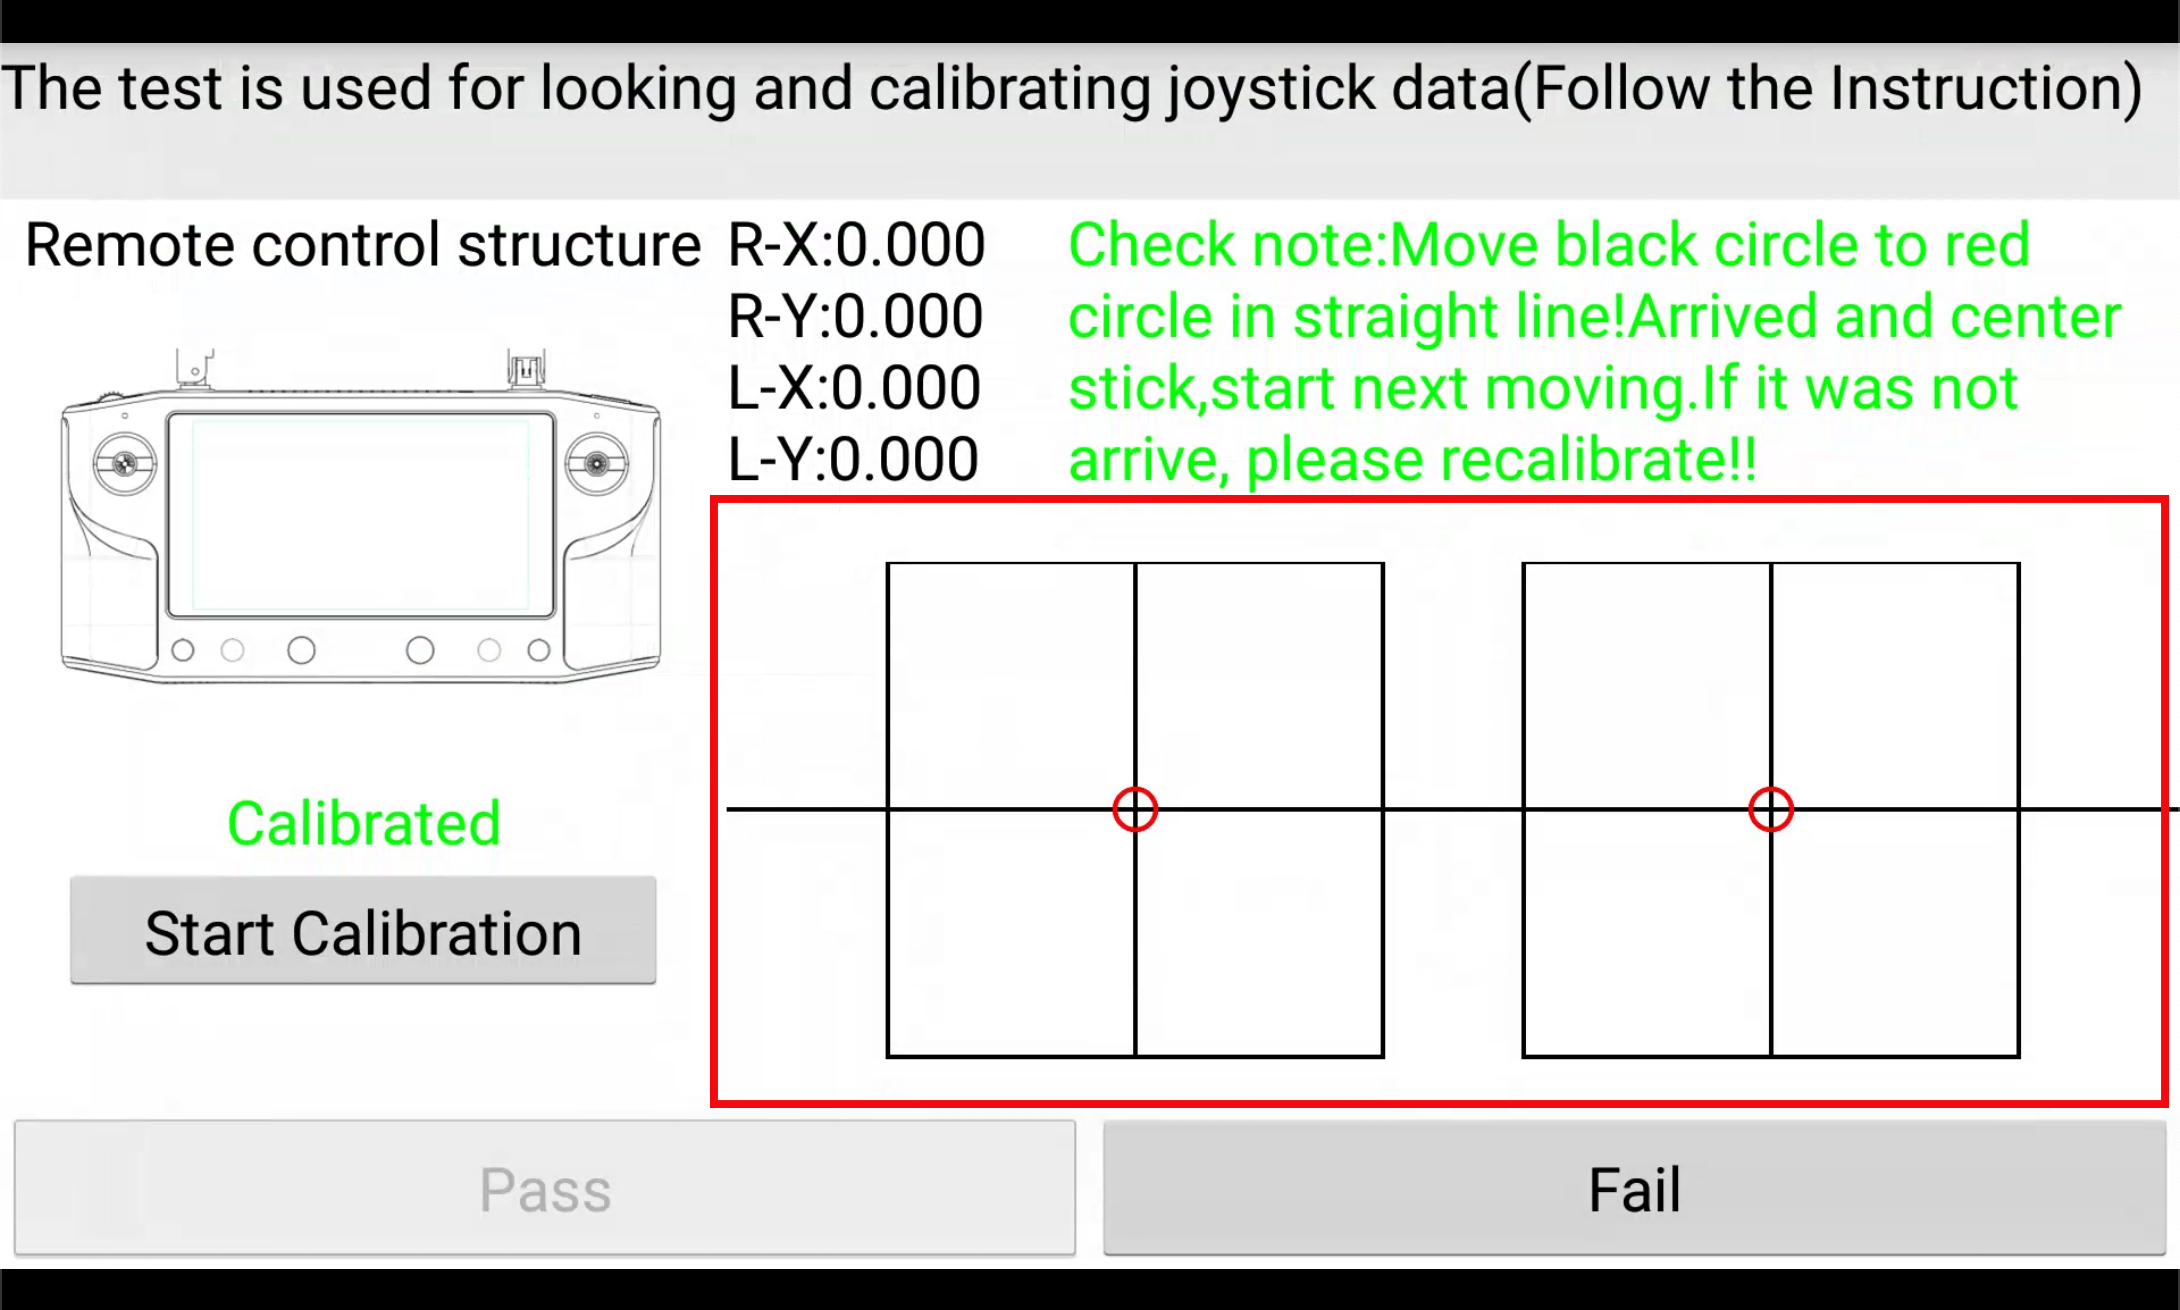 The test is used for looking and calibrating joystick data(Follow the Instruction)
Remote control structure
R-X:0.000
R-Y:0.000
L-X:0.000
L-Y:0.000
Check note:Move black circle to red
circle in straight line!Arrived and center
stick,start next moving.If it was not
arrive, please recalibrate!!
Calibrated
Start Calibration
Pass
Fail